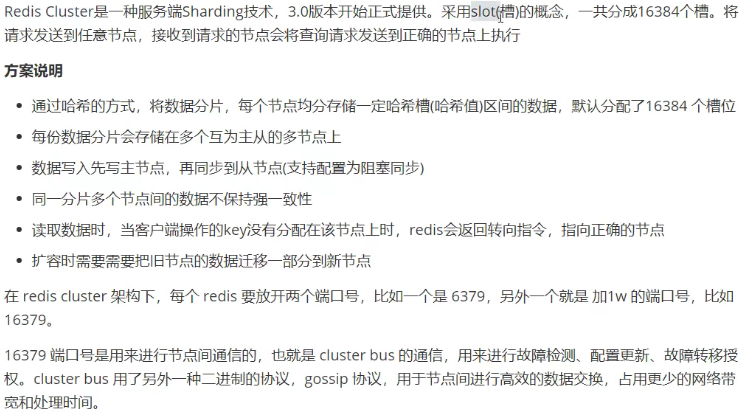 Redis Cluster是一种服务端Sharding技术，3.0版本开始正式提供。采用slot(槽)的概念，一共分成16384个槽。将
请求发送到任意节点，接收到请求的节点会将查询请求发送到正确的节点上执行
方案说明
通过哈希的方式，将数据分片，每个节点均分存储一定哈希槽(哈希值)区间的数据，默认分配了16384 个槽位
每份数据分片会存储在多个互为主从的多节点上
数据写入先写主节点，再同步到从节点(支持配置为阻塞同步)
同一分片多个节点间的数据不保持强一致性
读取数据时，当客户端操作的key没有分配在该节点上时，redis会返回转向指令，指向正确的节点
扩容时需要需要把旧节点的数据迁移一部分到新节点
在 redis cluster 架构下，每个 redis 要放开两个端口号，比如一个是 6379，另外一个就是 加1w 的端口号，比如
16379。
16379 端口号是用来进行节点间通信的，也就是 cluster bus 的通信，用来进行故障检测、配置更新、故障转移授
权。cluster bus 用了另外一种二进制的协议，gossip 协议，用于节点间进行高效的数据交换，占用更少的网络带
宽和处理时间。